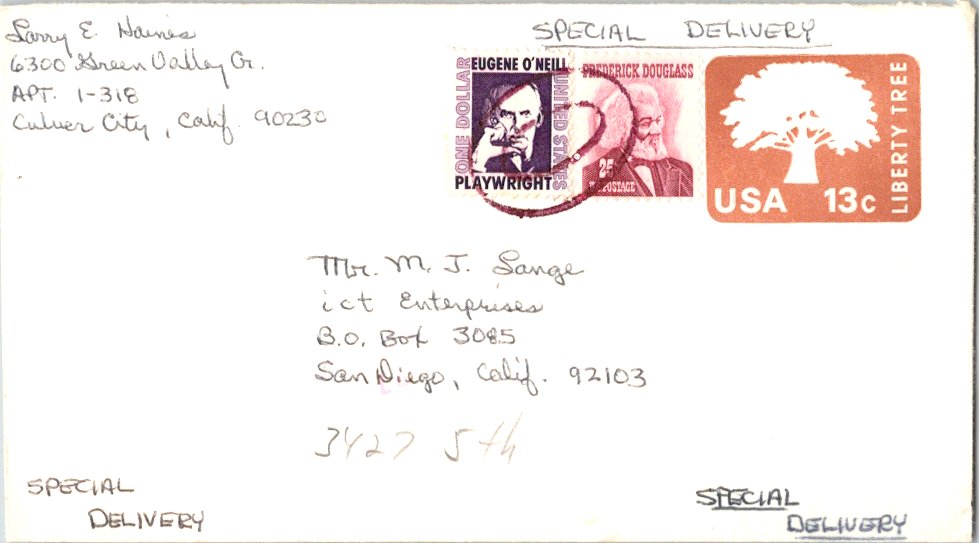 Larry E. Haines
6300 Green Valley Cr.
APT. 1-318
Culver City, Calif. 90230
SPECIAL DELIVERY
ONE DOLLAR
EUGENE O'NEILL
UNITED STATES
PLAYWRIGHT
FREDERICK DOUGLASS
25¢
U.S. POSTAGE
USA 13c
LIBERTY TREE
Mr. M. J. Lange
ict Enterprises
P.O. Box 3085
San Diego, Calif. 92103
3427 5th
SPECIAL
DELIVERY
SPECIAL
DELIVERY